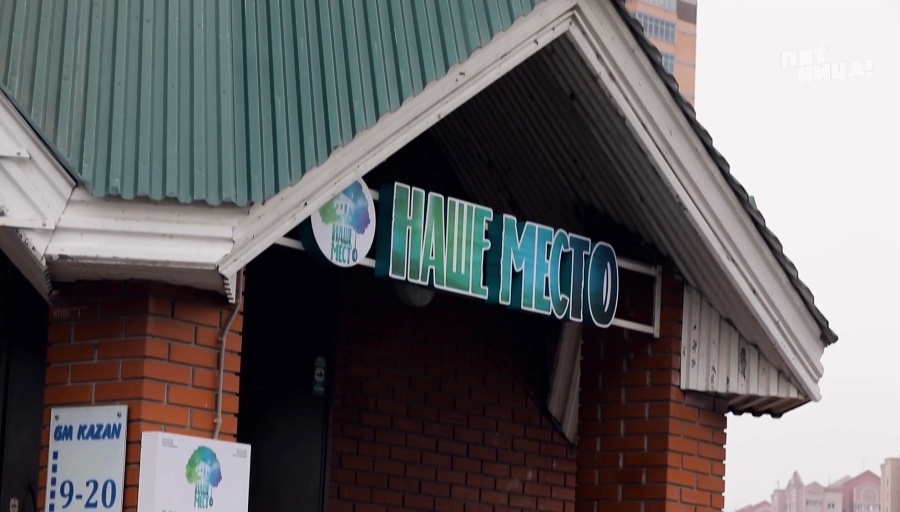 ПЯТ
НИЦА!
НАШЕ МЕСТО
НАШЕ
МЕСТО
GM KAZAN
9-20
НАШЕ
МЕСТО